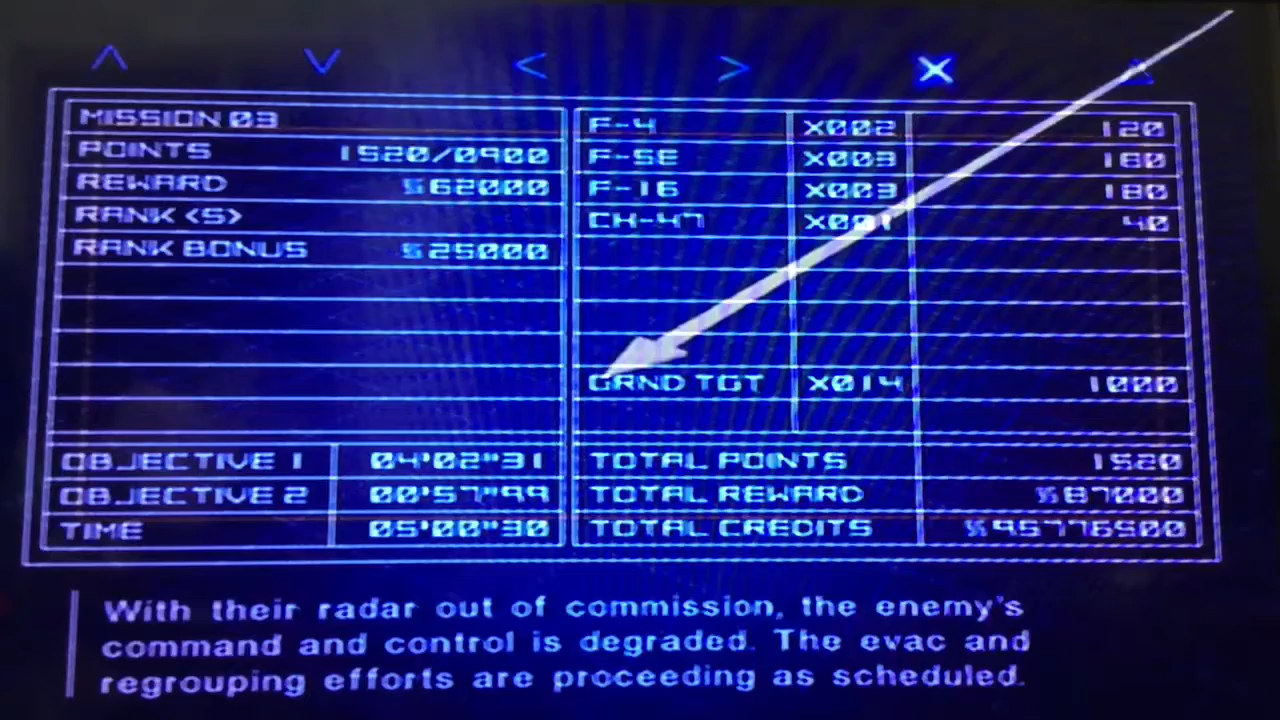 MISSION 03
POINTS 1520/0900
REWARD $62000
RANK <S>
RANK BONUS $25000
OBJECTIVE 1 04'02"31
OBJECTIVE 2 00'57"99
TIME 05'00"30
F-4 X002 120
F-5E X003 180
F-16 X003 180
CH-47 X001 40
GRND TGT X014 1000
TOTAL POINTS 1520
TOTAL REWARD $87000
TOTAL CREDITS $95776500
With their radar out of commission, the enemy's
command and control is degraded. The evac and
regrouping efforts are proceeding as scheduled.